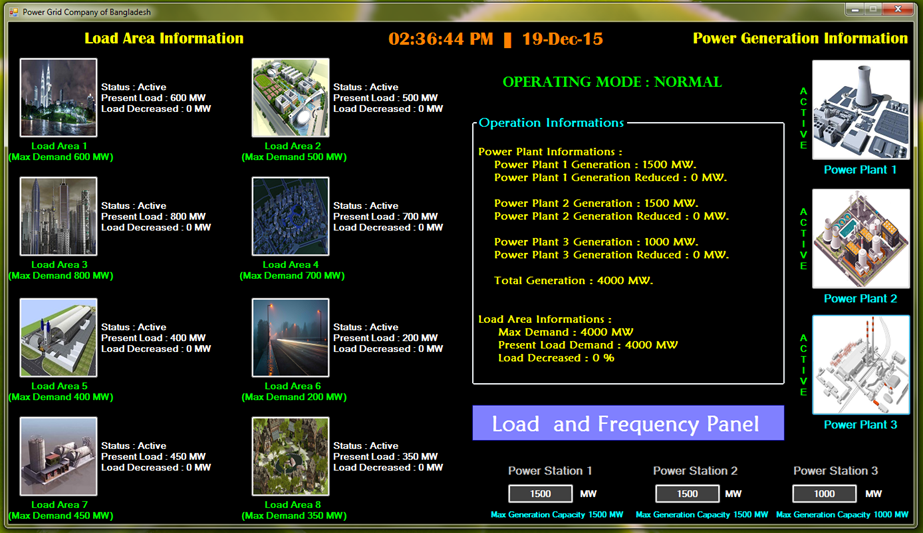 Power Grid Company of Bangladesh
Load Area Information
02:36:44 PM | 19-Dec-15
Power Generation Information
Status : Active
Present Load : 600 MW
Load Decreased : 0 MW
Load Area 1
(Max Demand 600 MW)
Status : Active
Present Load : 500 MW
Load Decreased : 0 MW
Load Area 2
(Max Demand 500 MW)
Status : Active
Present Load : 800 MW
Load Decreased : 0 MW
Load Area 3
(Max Demand 800 MW)
Status : Active
Present Load : 700 MW
Load Decreased : 0 MW
Load Area 4
(Max Demand 700 MW)
Status : Active
Present Load : 400 MW
Load Decreased : 0 MW
Load Area 5
(Max Demand 400 MW)
Status : Active
Present Load : 200 MW
Load Decreased : 0 MW
Load Area 6
(Max Demand 200 MW)
Status : Active
Present Load : 450 MW
Load Decreased : 0 MW
Load Area 7
(Max Demand 450 MW)
Status : Active
Present Load : 350 MW
Load Decreased : 0 MW
Load Area 8
(Max Demand 350 MW)
OPERATING MODE : NORMAL
Operation Informations
Power Plant Informations :
Power Plant 1 Generation : 1500 MW.
Power Plant 1 Generation Reduced : 0 MW.
Power Plant 2 Generation : 1500 MW.
Power Plant 2 Generation Reduced : 0 MW.
Power Plant 3 Generation : 1000 MW.
Power Plant 3 Generation Reduced : 0 MW.
Total Generation : 4000 MW.
Load Area Informations :
Max Demand : 4000 MW
Present Load Demand : 4000 MW
Load Decreased : 0 %
Load and Frequency Panel
ACTIVE
Power Plant 1
ACTIVE
Power Plant 2
ACTIVE
Power Plant 3
Power Station 1
1500 MW
Max Generation Capacity 1500 MW
Power Station 2
1500 MW
Max Generation Capacity 1500 MW
Power Station 3
1000 MW
Max Generation Capacity 1000 MW